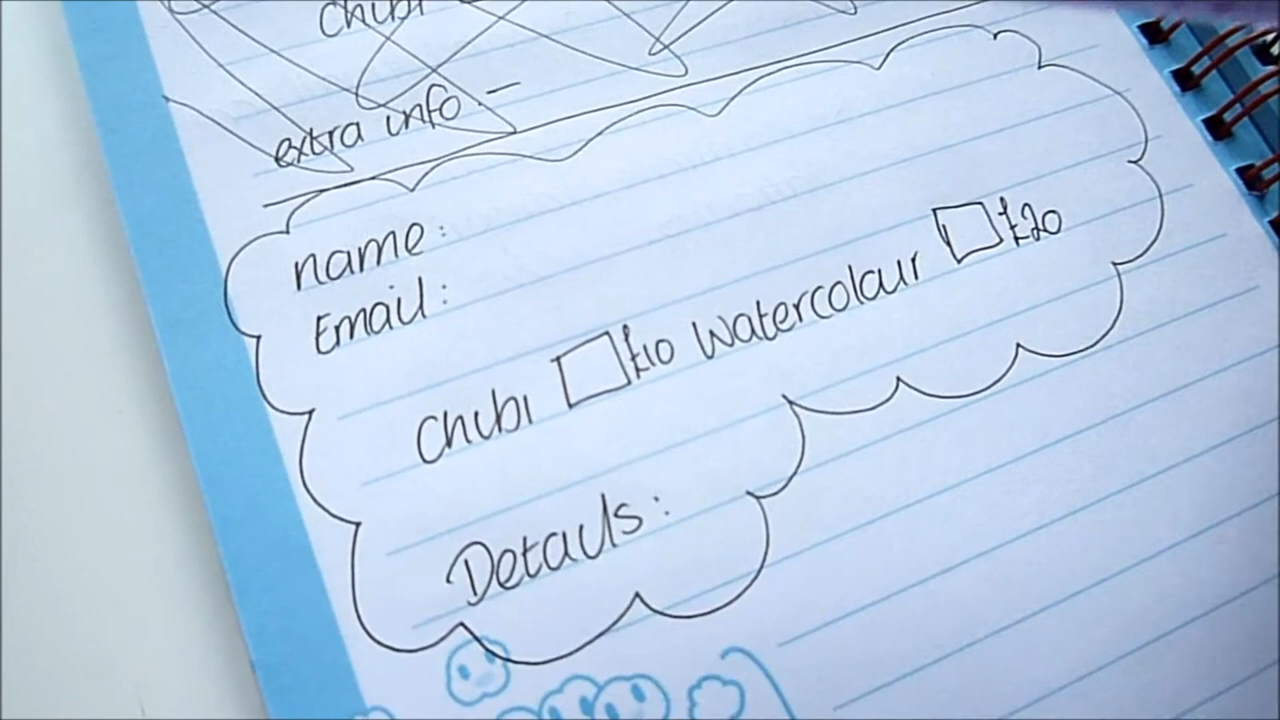 chibi
extra info -
name:
Email:
Chibi £10 Watercolour £20
Details: